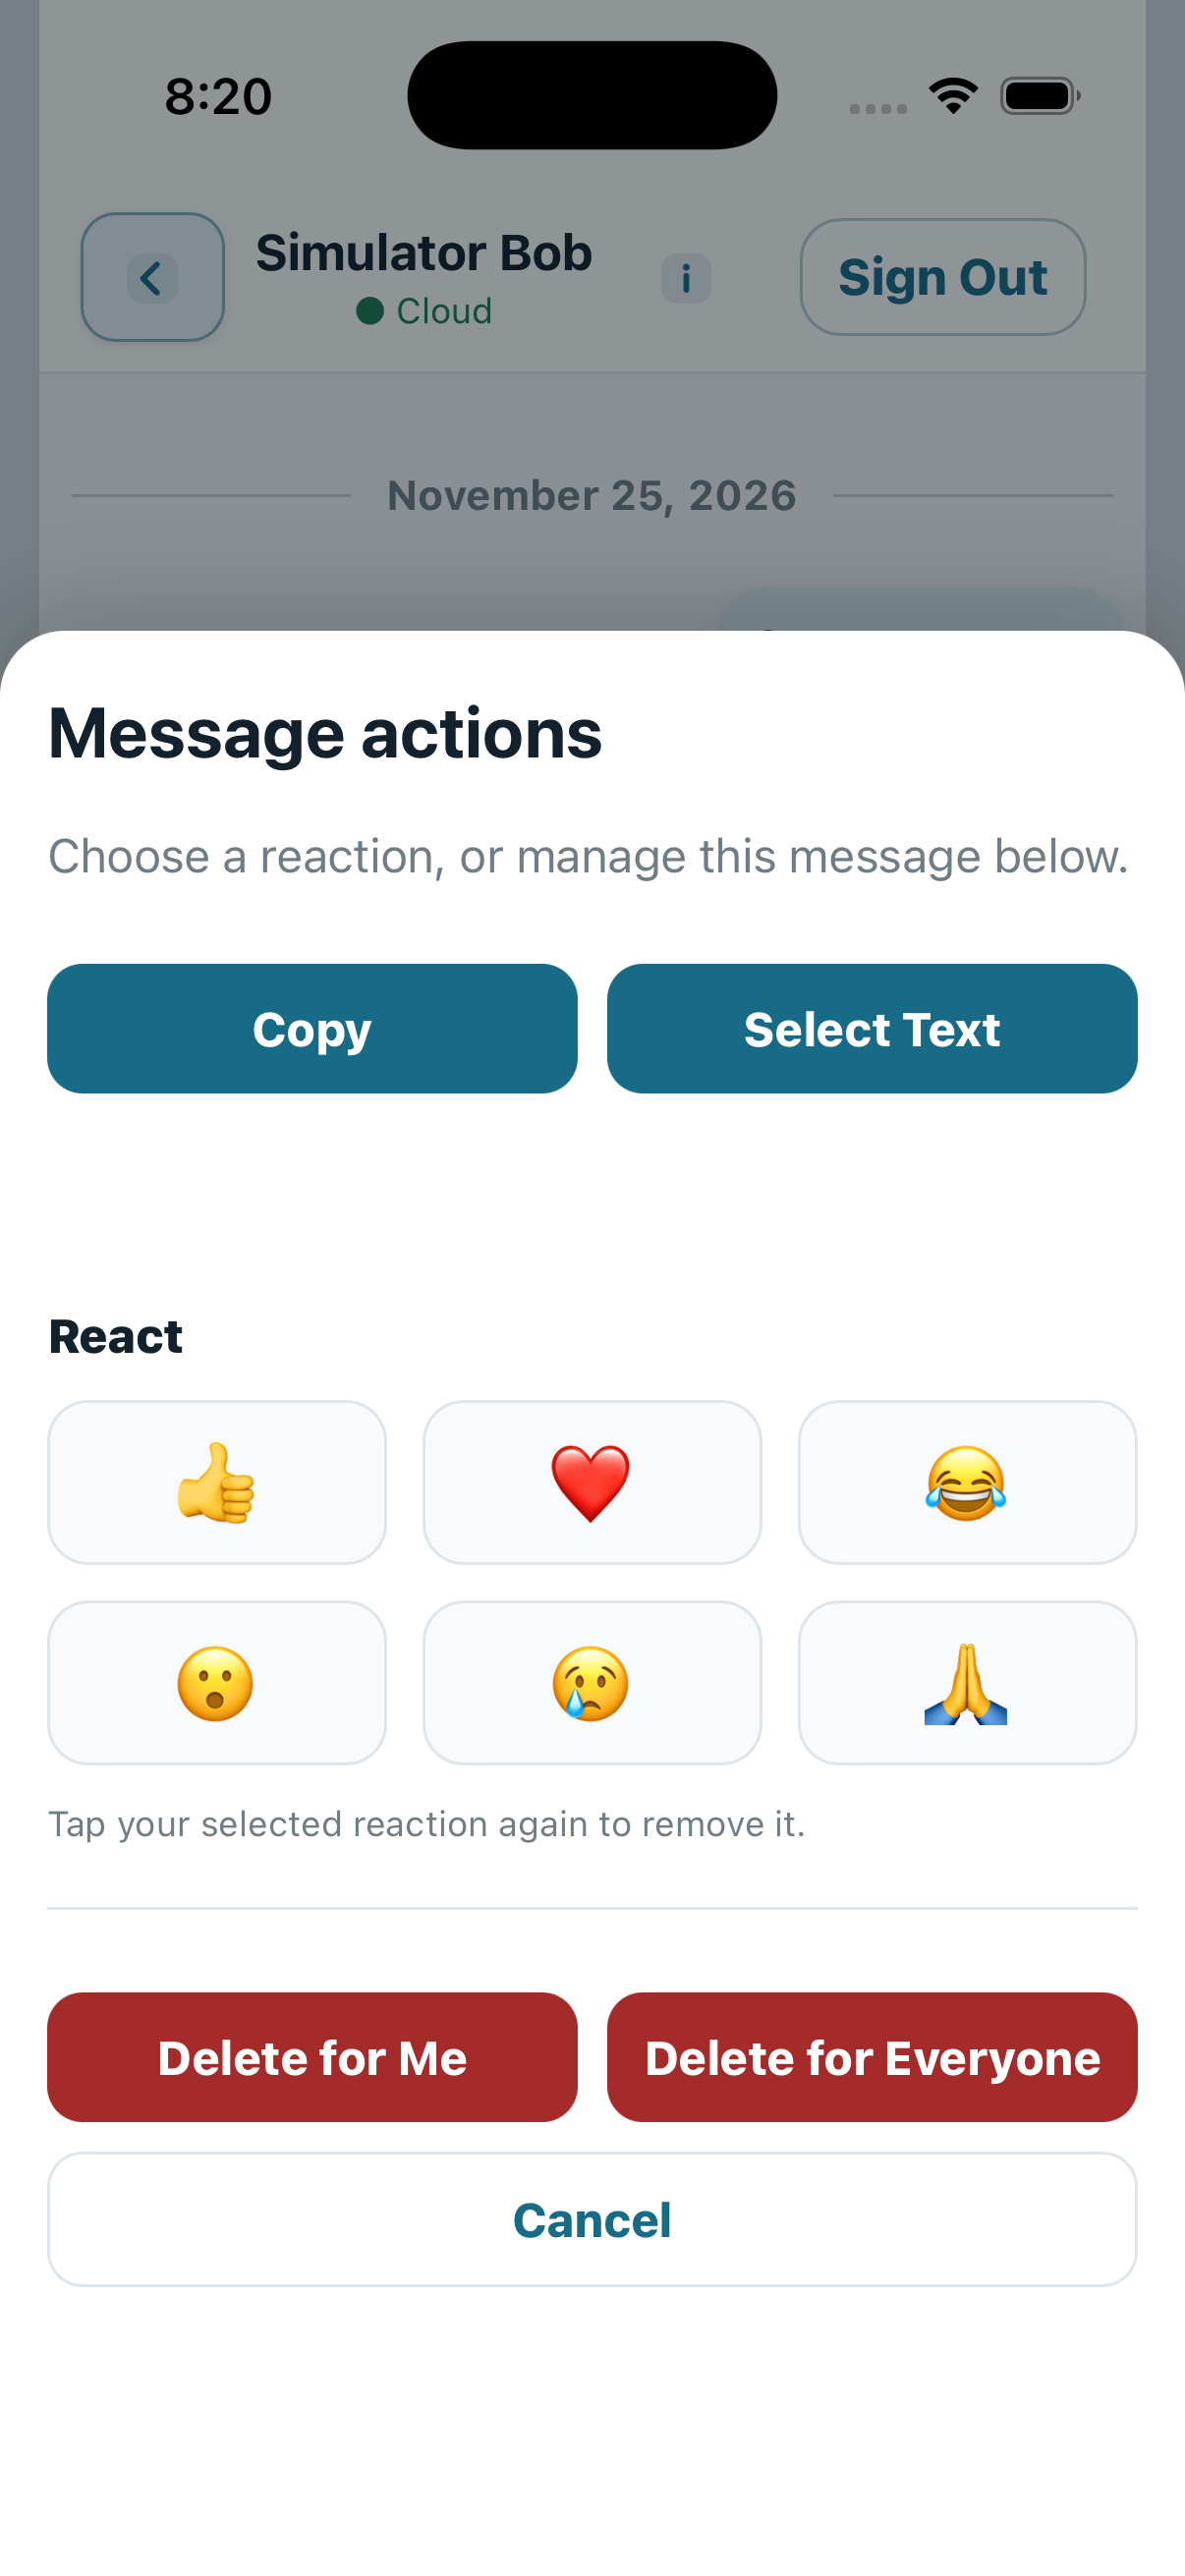 8:20
Simulator Bob
Cloud
Sign Out
November 25, 2026
Message actions
Choose a reaction, or manage this message below.
Copy
Select Text
React
Tap your selected reaction again to remove it.
Delete for Me
Delete for Everyone
Cancel